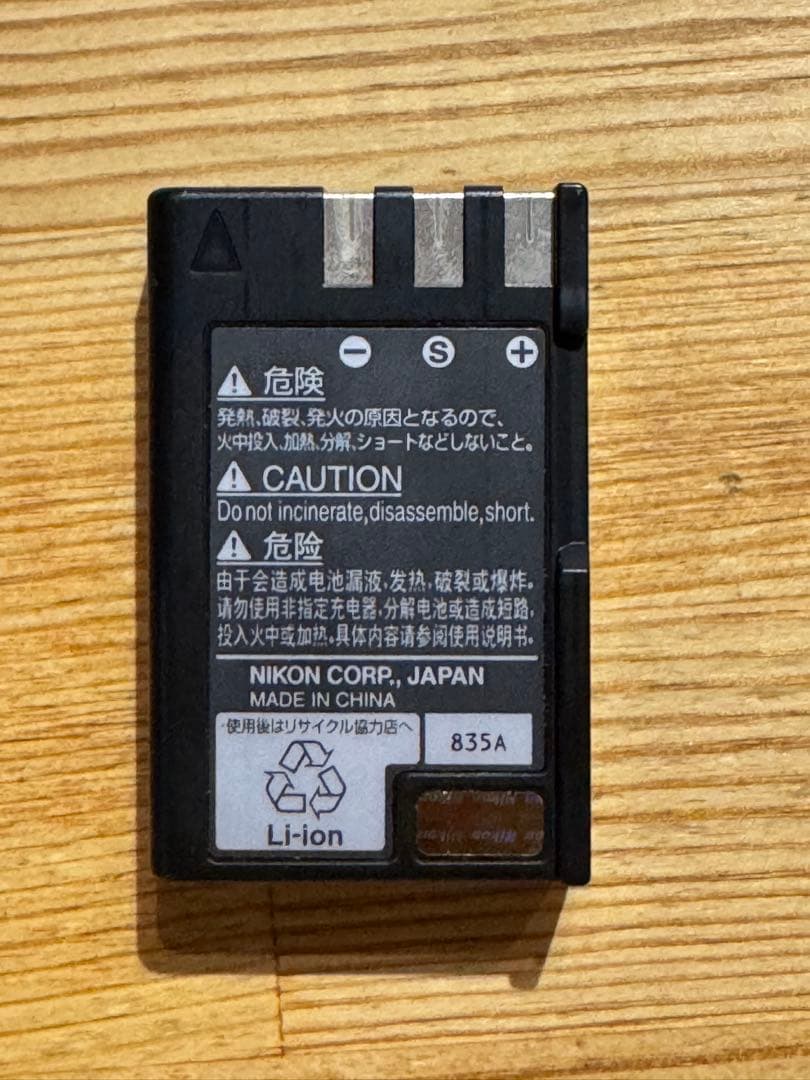 − S +
⚠ 危険
発熱、破裂、発火の原因となるので、
火中投入、加熱、分解、ショートなどしないこと。
⚠ CAUTION
Do not incinerate,disassemble,short.
⚠ 危险
由于会造成电池漏液,发热,破裂或爆炸。
请勿使用非指定充电器,分解电池或造成短路,
投入火中或加热。具体内容请参阅使用说明书。
NIKON CORP., JAPAN
MADE IN CHINA
使用後はリサイクル協力店へ
835A
Li-ion
Nikon